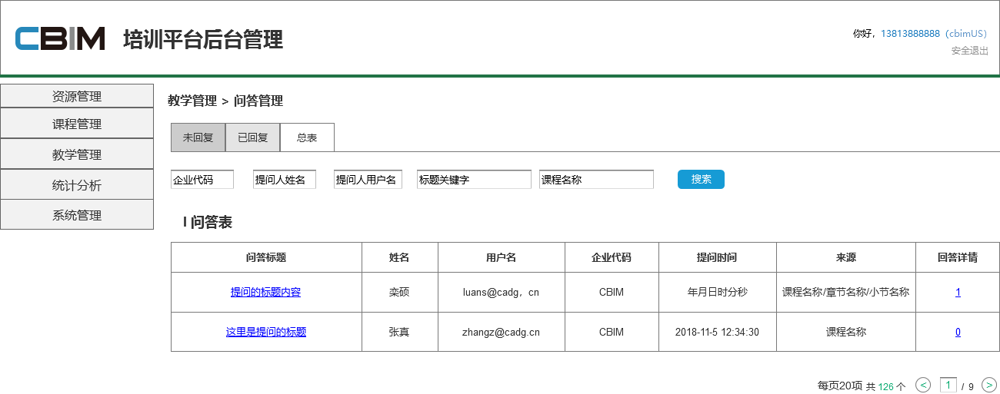 CBIM 培训平台后台管理
你好，13813888888（cbimUS）
安全退出
资源管理
课程管理
教学管理
统计分析
系统管理
教学管理 > 问答管理
未回复 已回复 总表
企业代码 提问人姓名 提问人用户名 标题关键字 课程名称 搜索
I 问答表
问答标题 姓名 用户名 企业代码 提问时间 来源 回答详情
提问的标题内容 栾硕 luans@cadg，cn CBIM 年月日时分秒 课程名称/章节名称/小节名称 1
这里是提问的标题 张真 zhangz@cadg.cn CBIM 2018-11-5 12:34:30 课程名称 0
每页20项 共 126 个 < 1 / 9 >